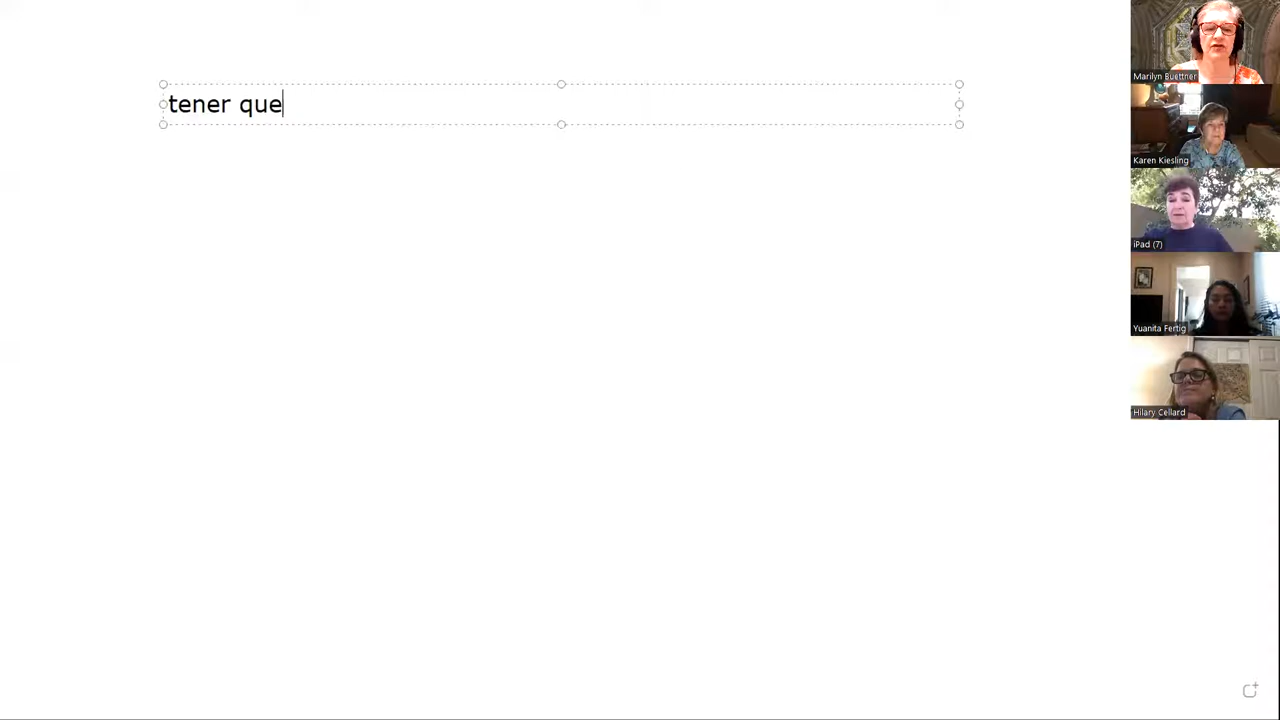 tener que
Marilyn Buettner
Karen Kiesling
iPad (7)
Yuanita Fertig
Hilary Cellard